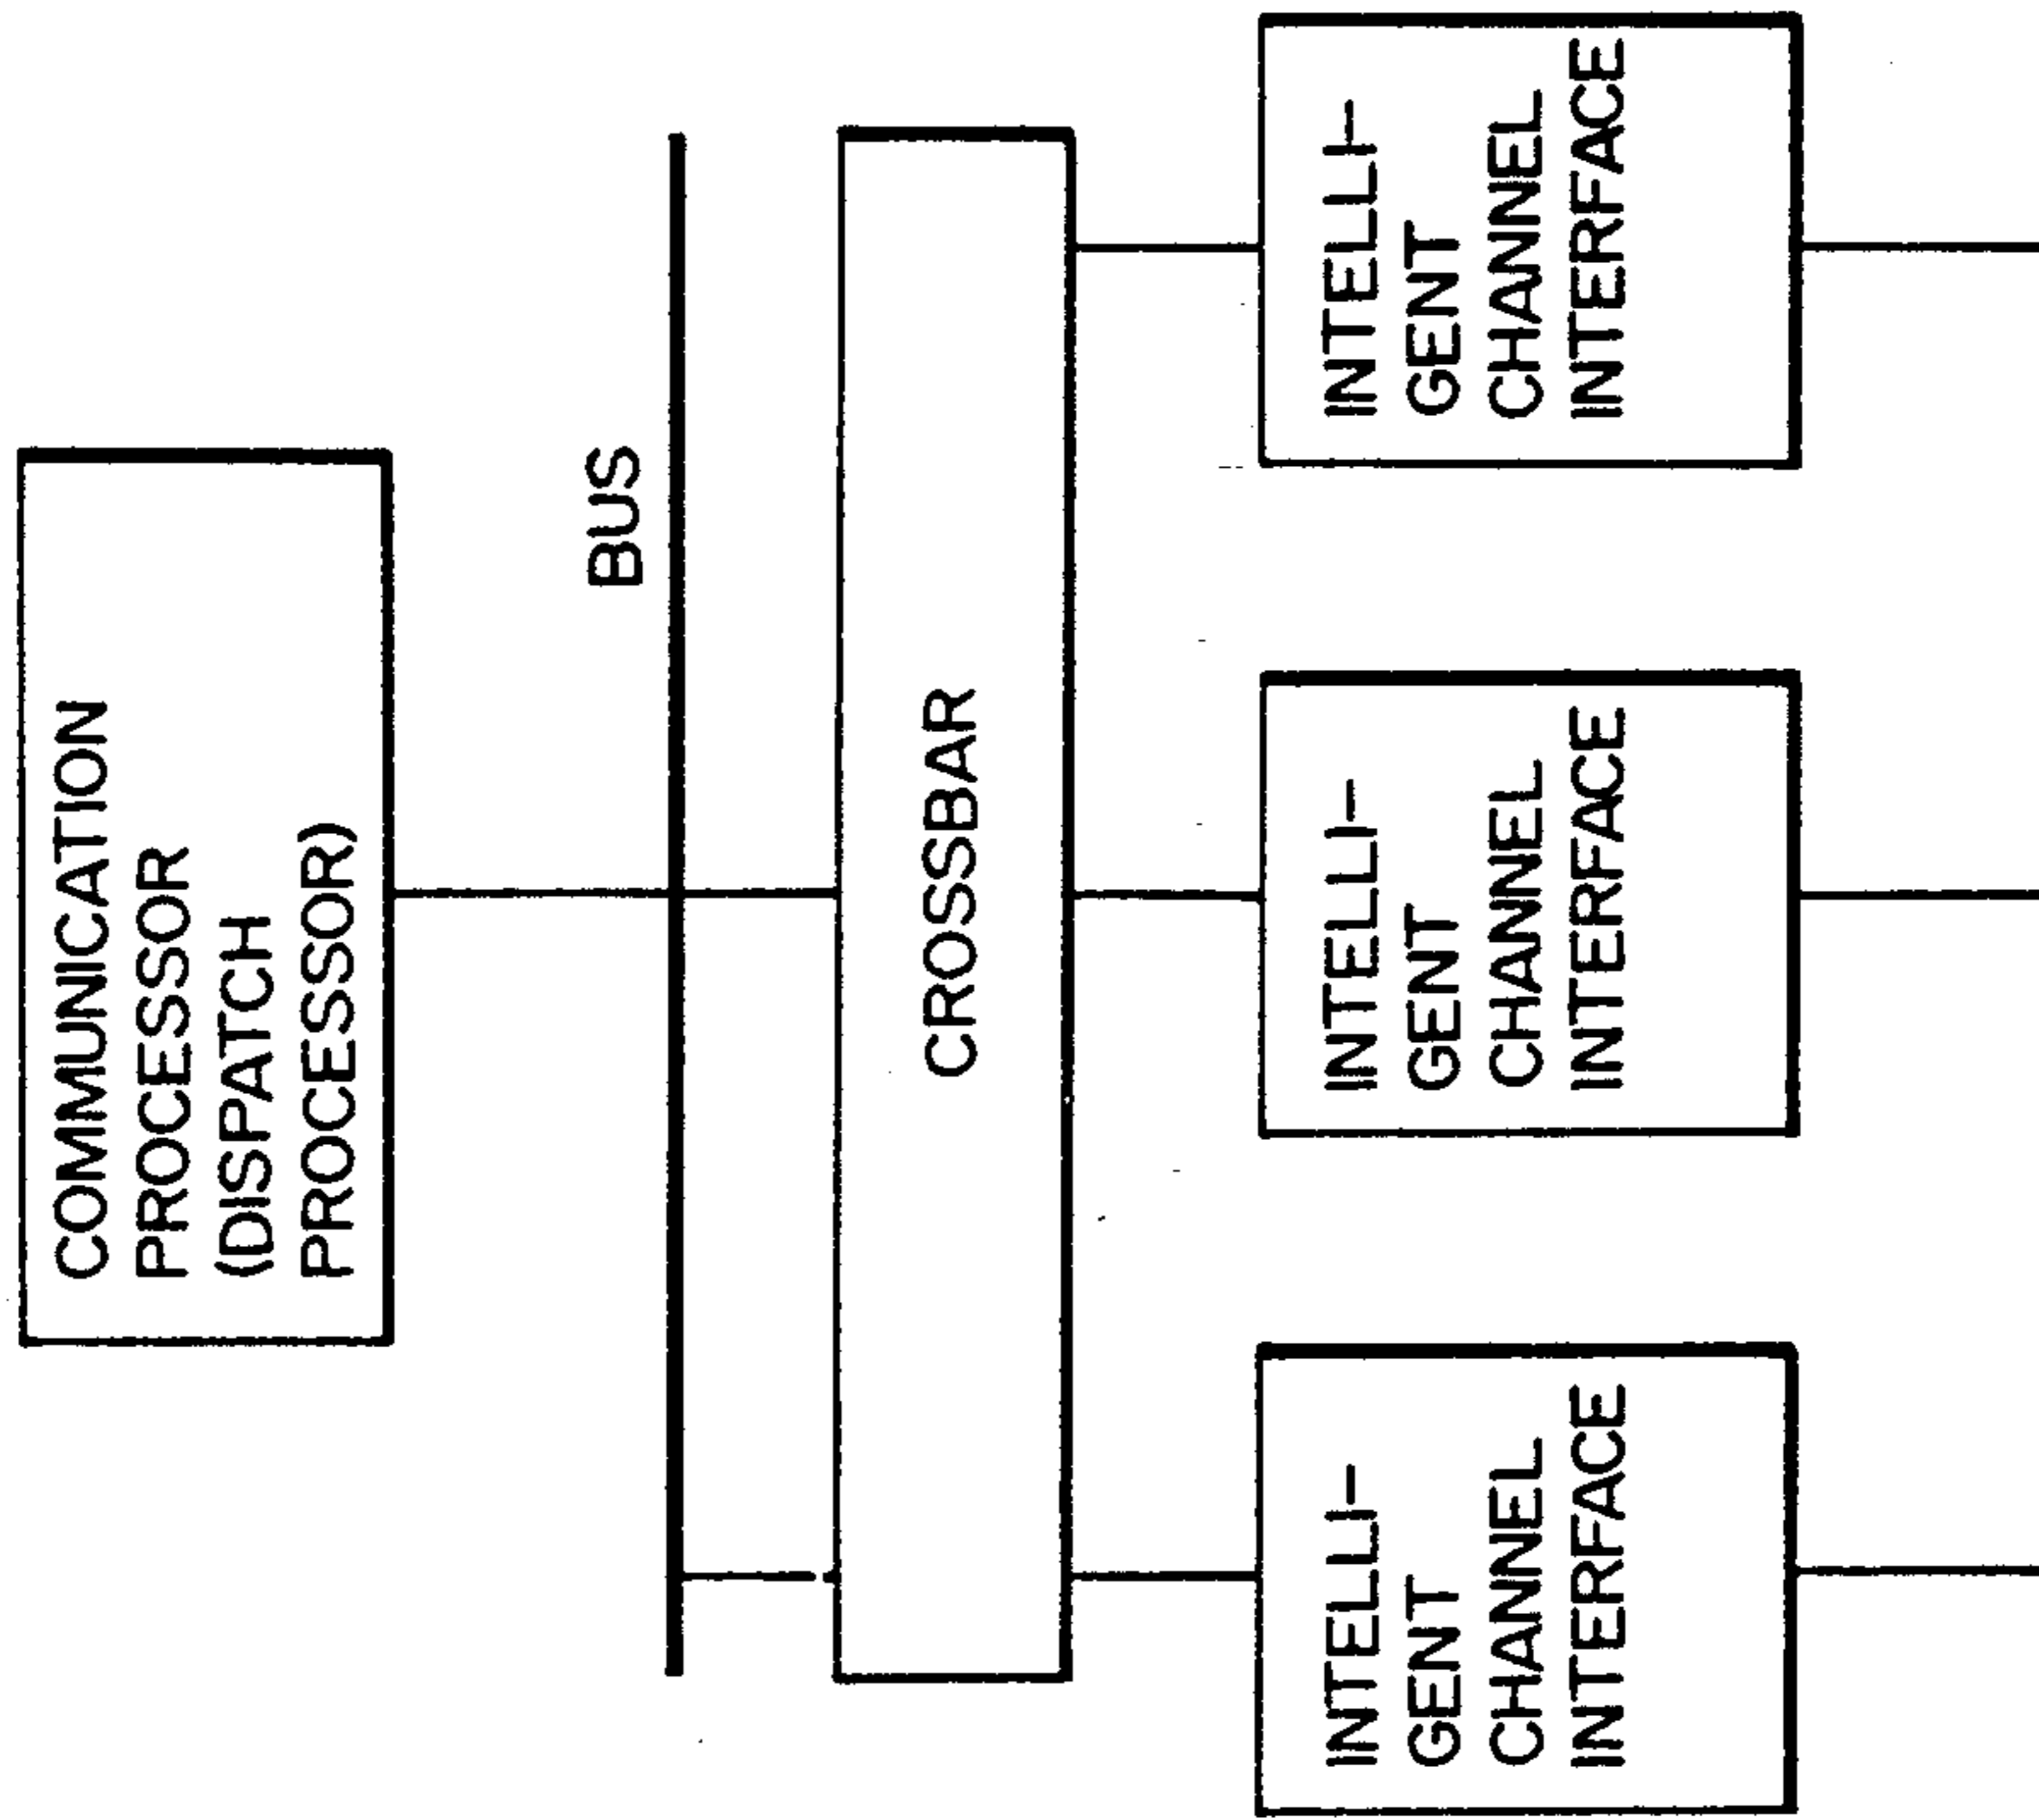 COMMUNICATION
PROCESSOR
(DISPATCH
PROCESSOR)
BUS
CROSSBAR
INTELLI-
GENT
CHANNEL
INTERFACE
INTELLI-
GENT
CHANNEL
INTERFACE
INTELLI-
GENT
CHANNEL
INTERFACE